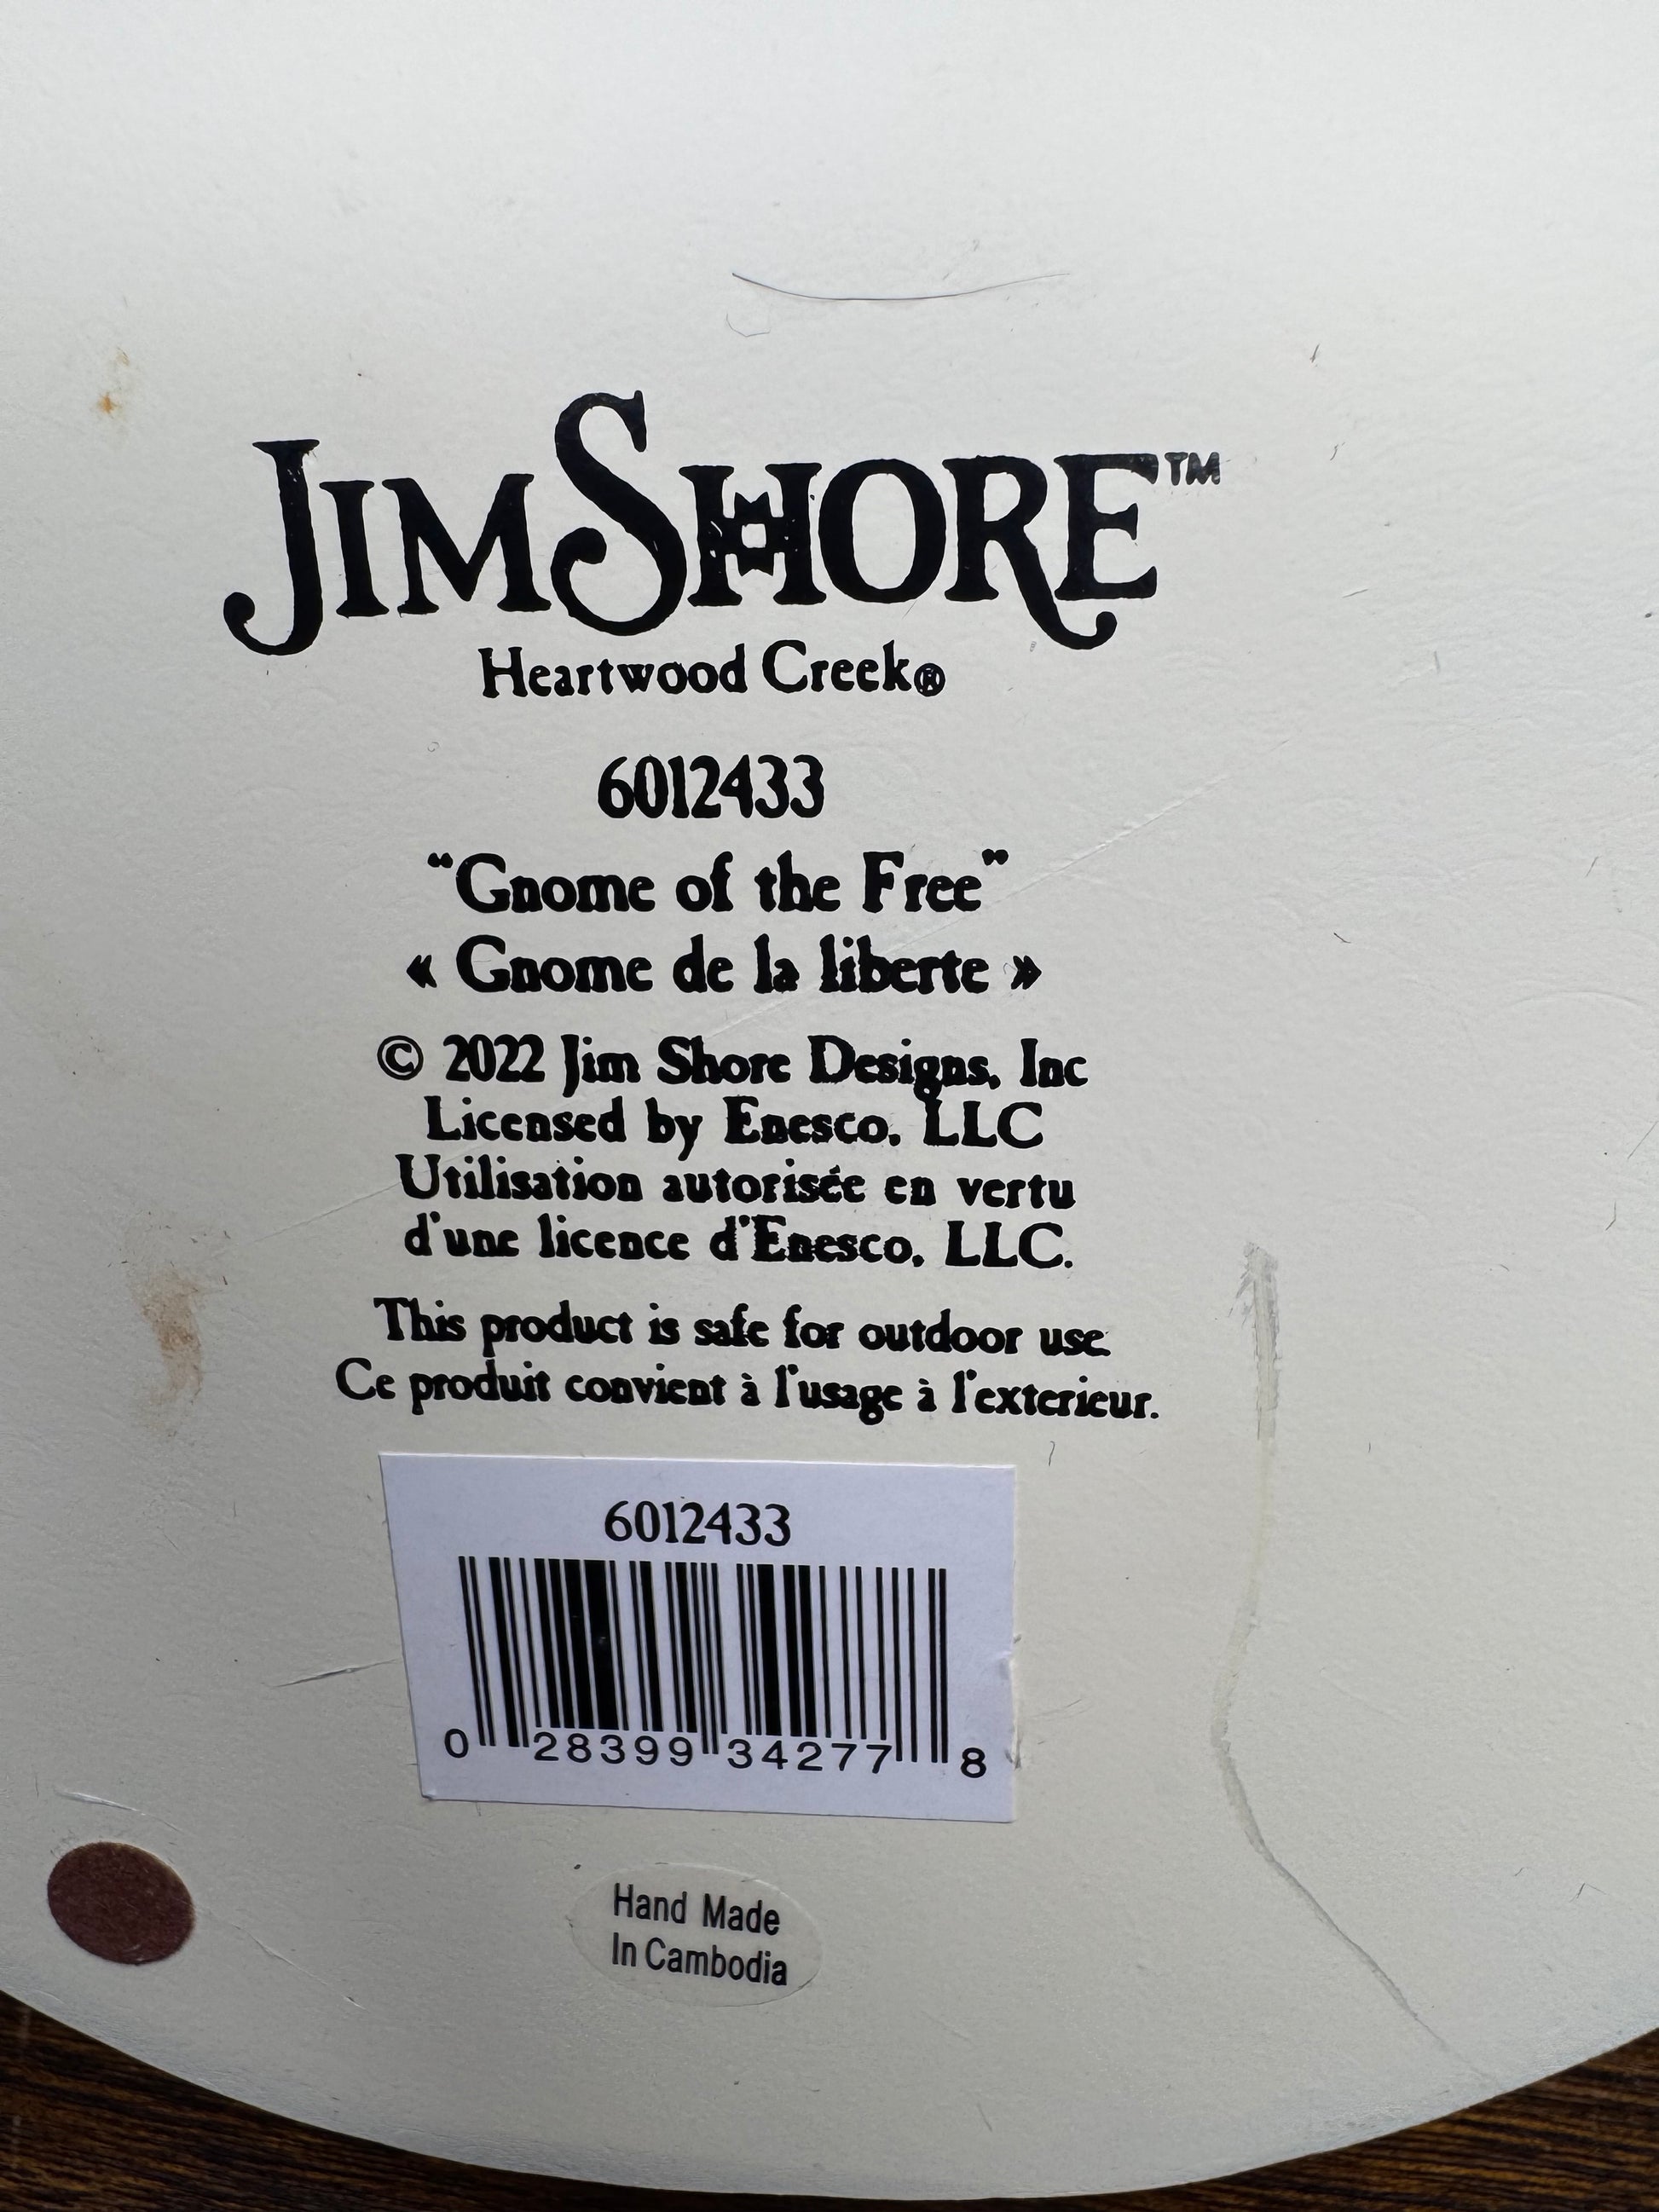 JIM SHORE™
Heartwood Creek®
6012433
“Gnome of the Free”
« Gnome de la liberte »
© 2022 Jim Shore Designs, Inc
Licensed by Enesco, LLC
Utilisation autorisée en vertu
d'une licence d'Enesco, LLC.
This product is safe for outdoor use.
Ce produit convient à l'usage à l'exterieur.
6012433
0 28399 34277 8
Hand Made
In Cambodia